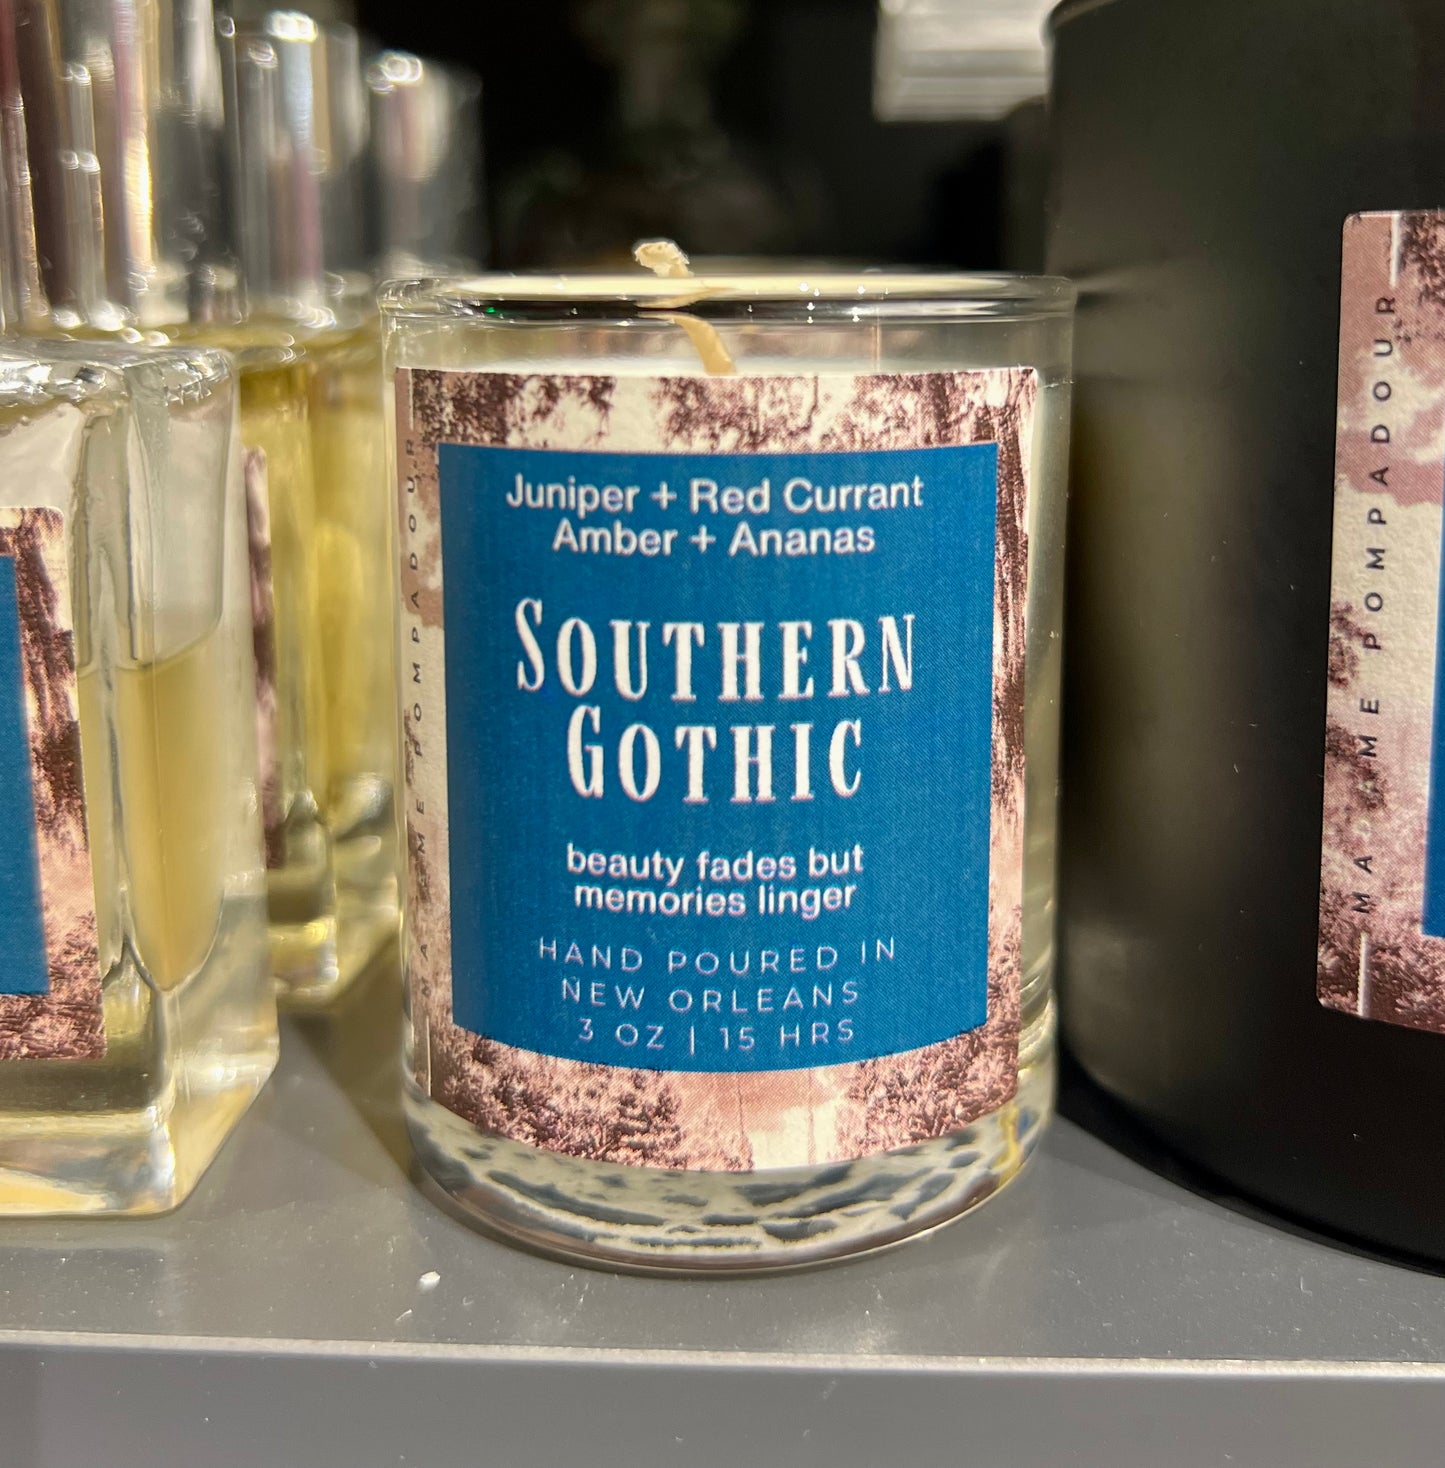 Juniper + Red Currant
Amber + Ananas
SOUTHERN
GOTHIC
beauty fades but
memories linger
HAND POURED IN
NEW ORLEANS
3 OZ | 15 HRS
MADAME POMPADOUR
MADAME POMPADOUR